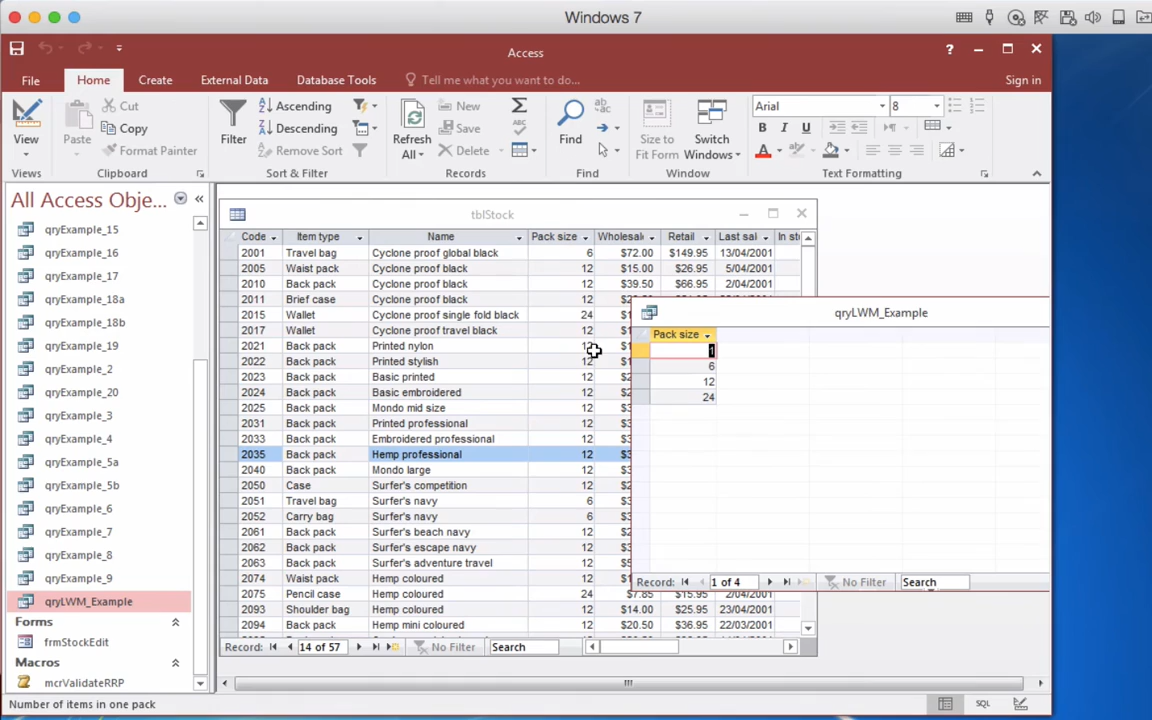 Windows 7
Access
? 
File Home Create External Data Database Tools Tell me what you want to do... Sign in
View Paste Cut Copy Format Painter Filter Ascending Descending Remove Sort Refresh All New Save Delete Find Size to Fit Form Switch Windows Arial 8
B I U A
Views Clipboard Sort & Filter Records Find Window Text Formatting
All Access Obje...
qryExample_15
qryExample_16
qryExample_17
qryExample_18a
qryExample_18b
qryExample_19
qryExample_2
qryExample_20
qryExample_3
qryExample_4
qryExample_5a
qryExample_5b
qryExample_6
qryExample_7
qryExample_8
qryExample_9
qryLWM_Example
Forms
frmStockEdit
Macros
mcrValidateRRP
tblStock
Code Item type Name Pack size Wholesal Retail Last sal In st
2001 Travel bag Cyclone proof global black 6 $72.00 $149.95 13/04/2001
2005 Waist pack Cyclone proof black 12 $15.00 $26.95 5/04/2001
2010 Back pack Cyclone proof black 12 $39.50 $66.95 2/04/2001
2011 Brief case Cyclone proof black 12
2015 Wallet Cyclone proof single fold black 24
2017 Wallet Cyclone proof travel black 12
2021 Back pack Printed nylon
2022 Back pack Printed stylish 12
2023 Back pack Basic printed 12
2024 Back pack Basic embroidered 12
2025 Back pack Mondo mid size 12
2031 Back pack Printed professional 12
2033 Back pack Embroidered professional 12
2035 Back pack Hemp professional 12
2040 Back pack Mondo large 12
2050 Case Surfer's competition 12
2051 Travel bag Surfer's navy 6
2052 Carry bag Surfer's navy 6
2061 Back pack Surfer's beach navy 12
2062 Back pack Surfer's escape navy 12
2063 Back pack Surfer's adventure travel 12
2074 Waist pack Hemp coloured 12
2075 Pencil case Hemp coloured 24 $7.85 $15.95 2/04/2001
2093 Shoulder bag Hemp coloured 12 $14.00 $25.95 23/04/2001
2094 Back pack Hemp mini coloured 12 $20.50 $36.95 22/03/2001
Record: 14 of 57 No Filter Search
qryLWM_Example
Pack size
1
6
12
24
Record: 1 of 4 No Filter Search
Number of items in one pack SQL